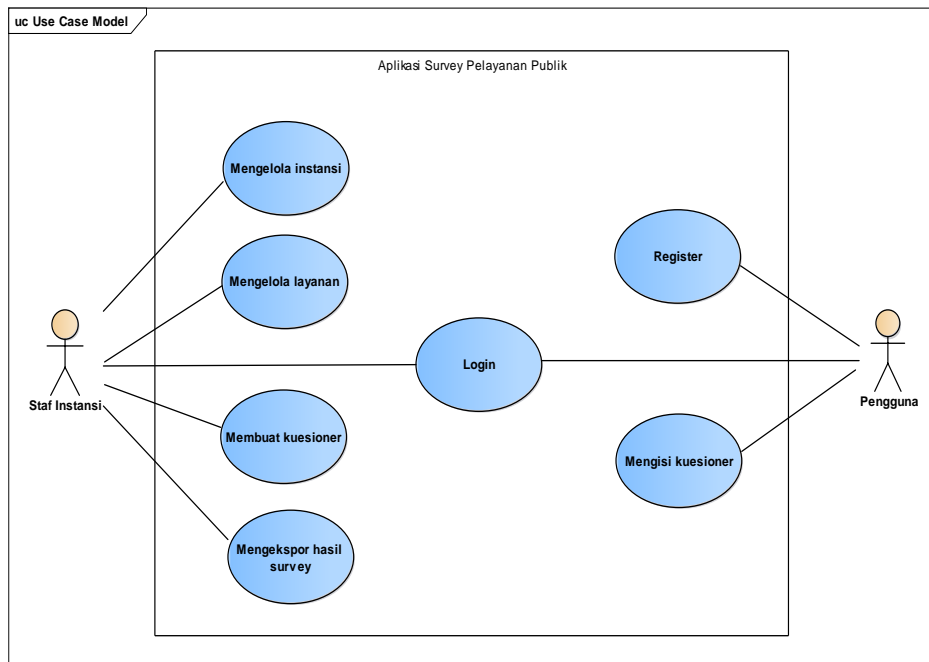 uc Use Case Model
Aplikasi Survey Pelayanan Publik
Mengelola instansi
Mengelola layanan
Register
Login
Staf Instansi
Pengguna
Membuat kuesioner
Mengisi kuesioner
Mengekspor hasil
survey